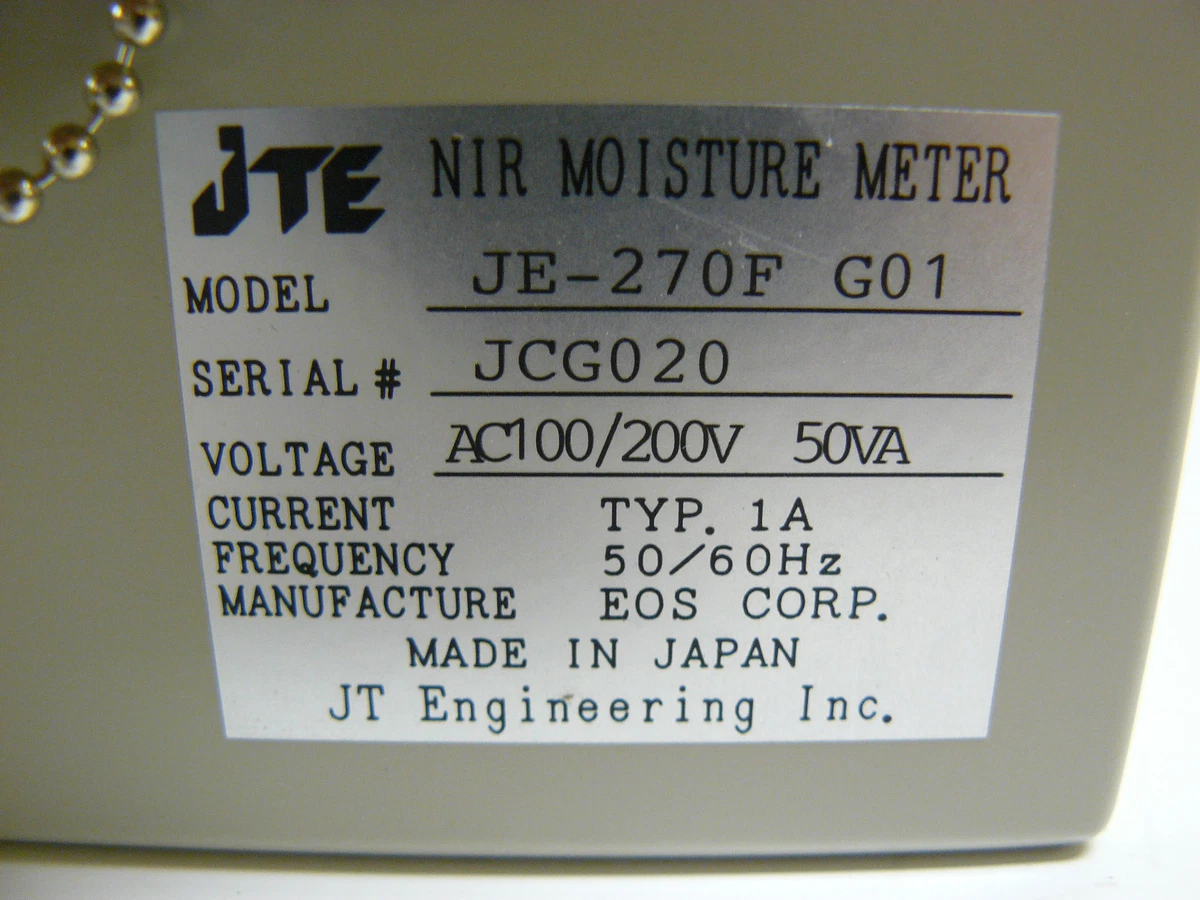 JTE NIR MOISTURE METER
MODEL JE-270F G01
SERIAL # JCG020
VOLTAGE AC100/200V 50VA
CURRENT TYP. 1A
FREQUENCY 50/60Hz
MANUFACTURE EOS CORP.
MADE IN JAPAN
JT Engineering Inc.